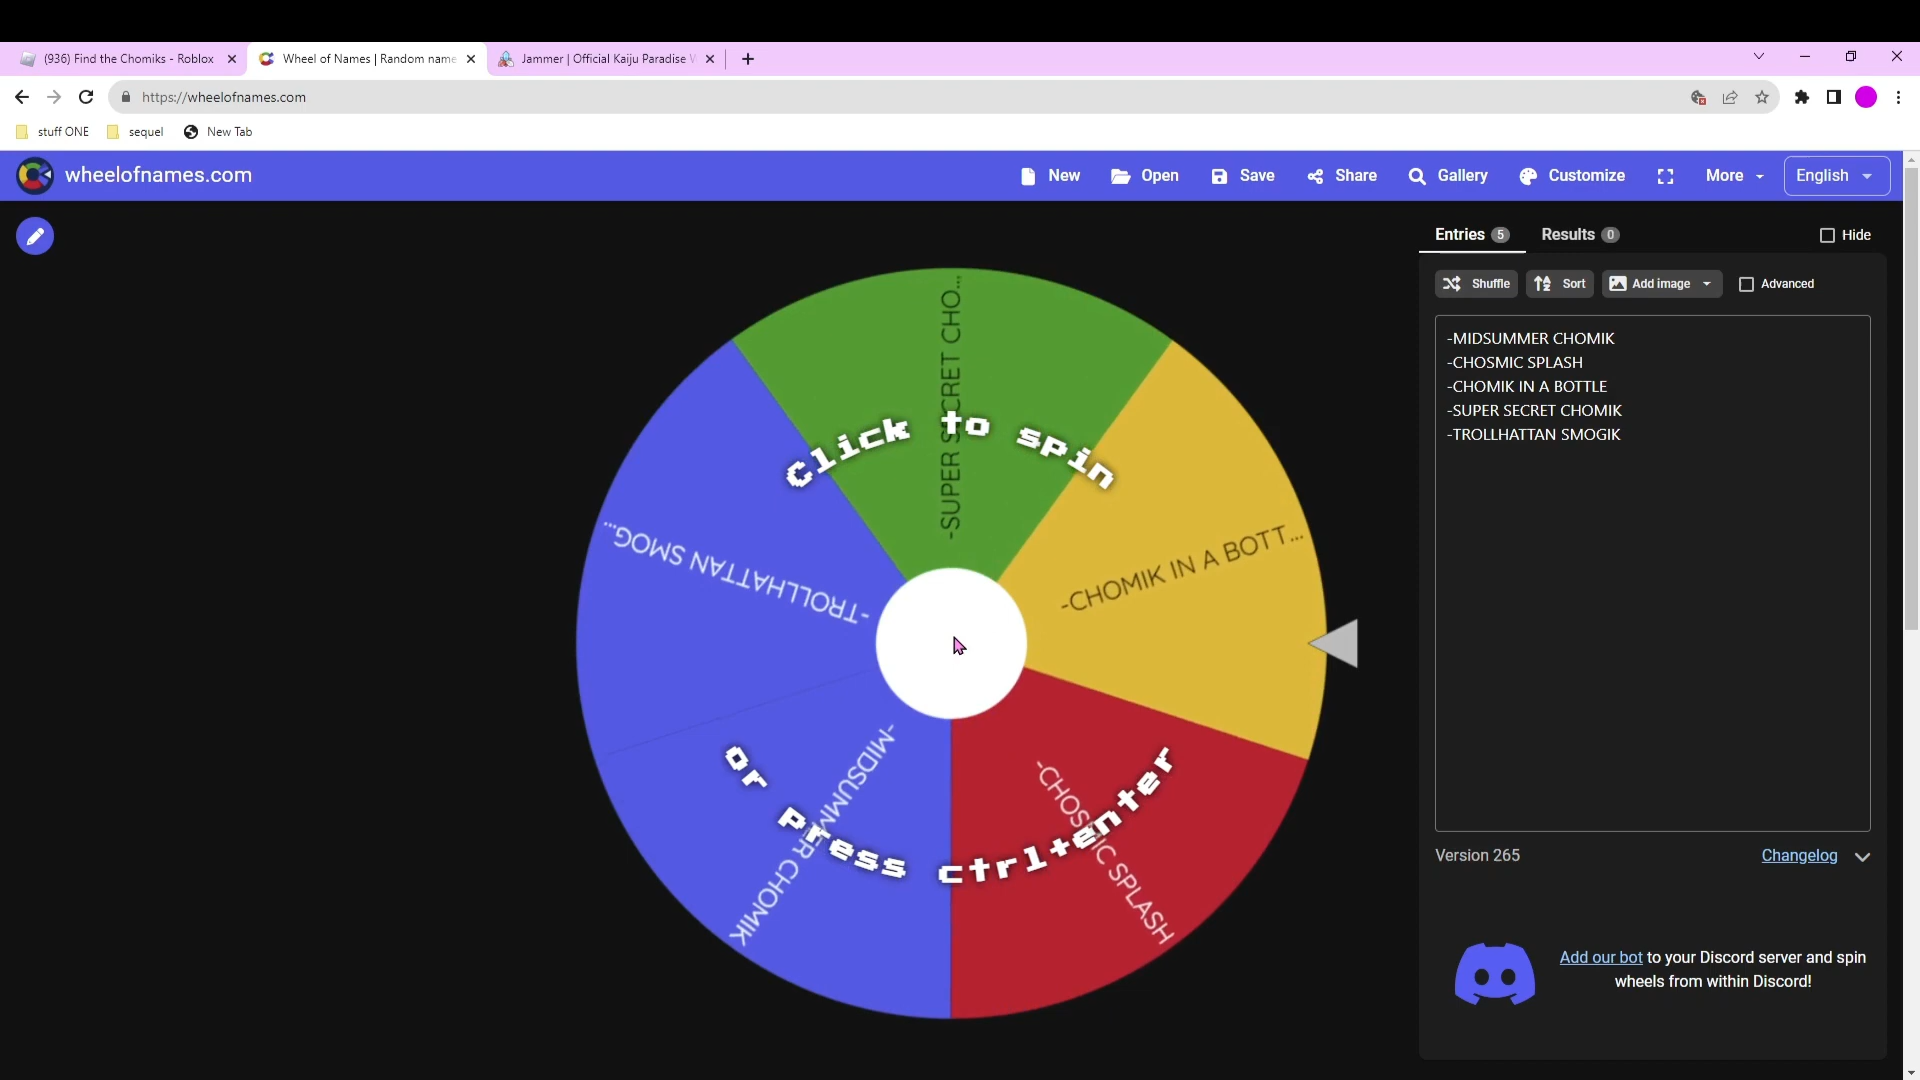 (936) Find the Chomiks - Roblox
Wheel of Names | Random name
Jammer | Official Kaiju Paradise W
https://wheelofnames.com
stuff ONE
sequel
New Tab
wheelofnames.com
New
Open
Save
Share
Gallery
Customize
More
English
Entries 5
Results 0
Hide
Shuffle
Sort
Add image
Advanced
-MIDSUMMER CHOMIK
-CHOSMIC SPLASH
-CHOMIK IN A BOTTLE
-SUPER SECRET CHOMIK
-TROLLHATTAN SMOGIK
-SUPER SECRET CHO...
-CHOMIK IN A BOTT...
-TROLLHATTAN SMOG...
-MIDSUMMER CHOMIK
-CHOSMIC SPLASH
Click to spin
or press ctrl+enter
Version 265
Changelog
Add our bot to your Discord server and spin
wheels from within Discord!